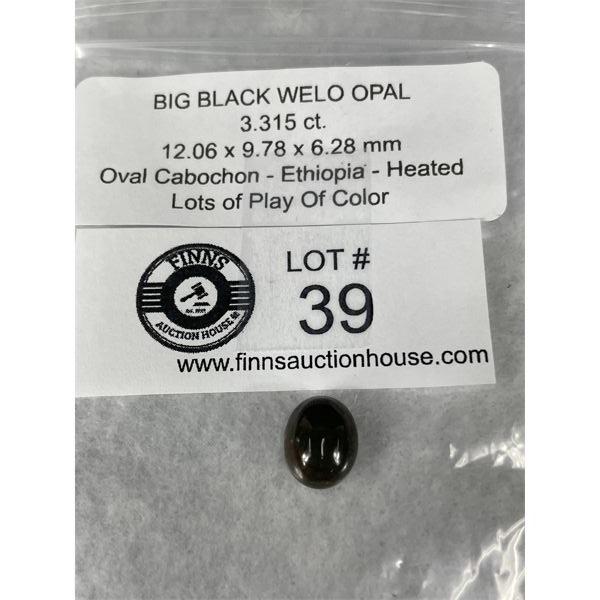 BIG BLACK WELO OPAL
3.315 ct.
12.06 x 9.78 x 6.28 mm
Oval Cabochon - Ethiopia - Heated
Lots of Play Of Color
FINNS
AUCTION HOUSE
LOT #
39
www.finnsauctionhouse.com